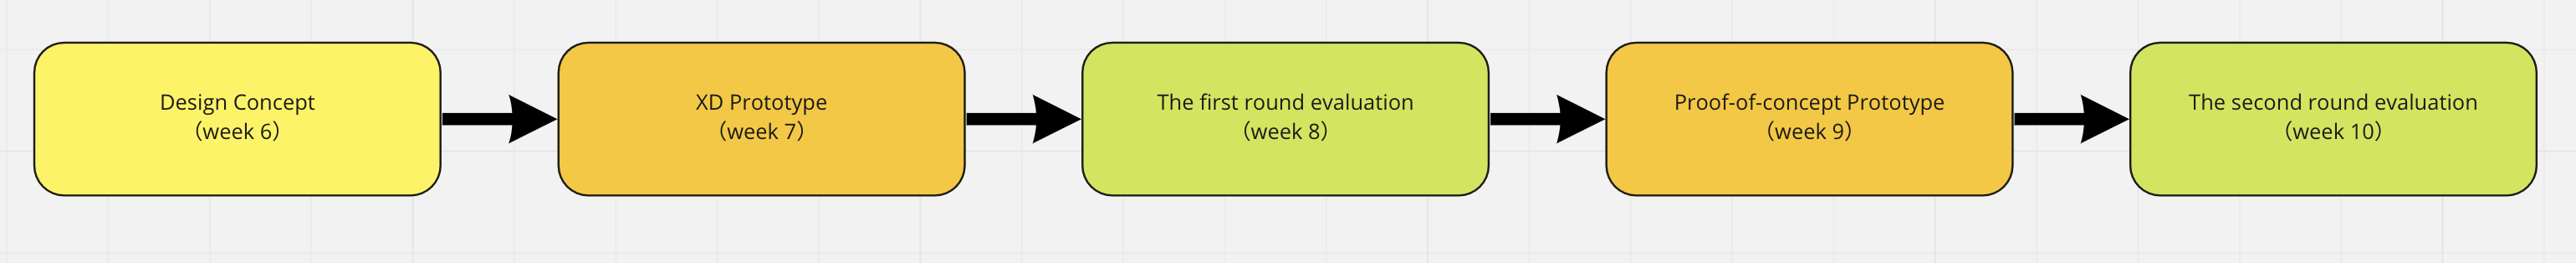 Design Concept
（week 6）
XD Prototype
（week 7）
The first round evaluation
（week 8）
Proof-of-concept Prototype
（week 9）
The second round evaluation
（week 10）